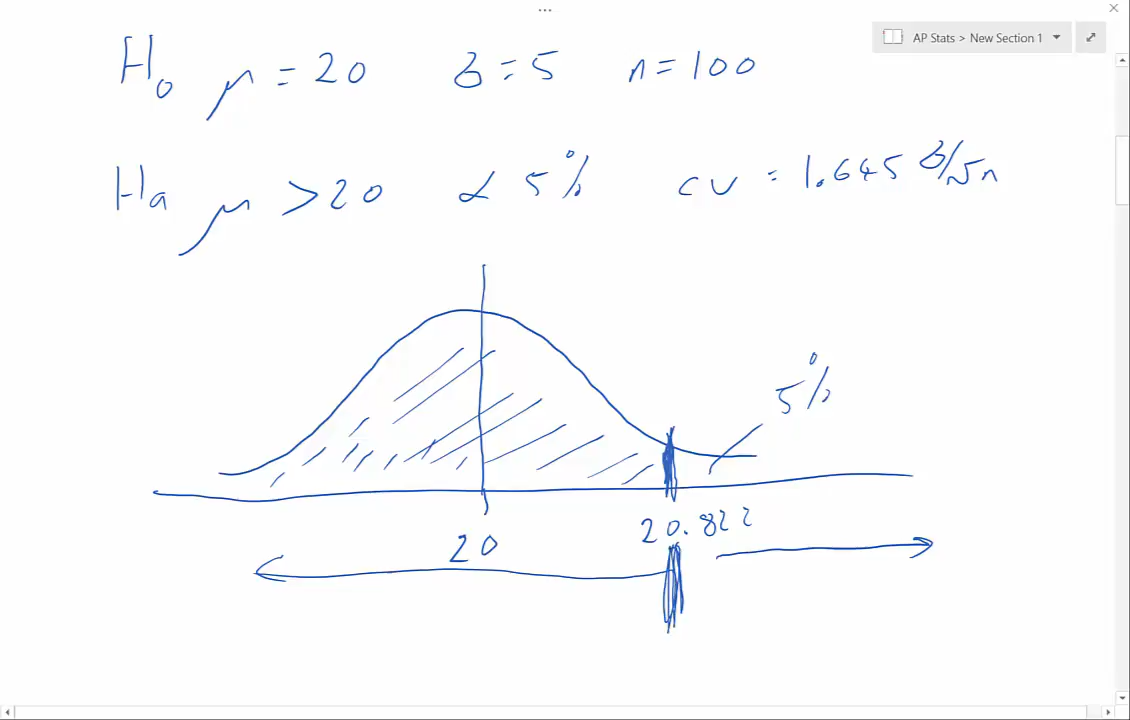 AP Stats > New Section 1
H₀ μ = 20 σ = 5 n = 100
Ha μ > 20 α 5% cv = 1.645 σ/√n
5%
20 20.822